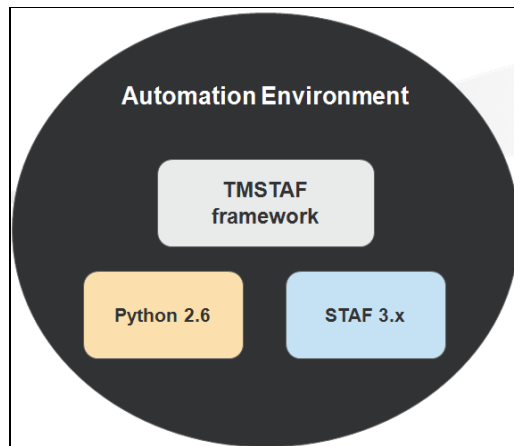 Automation Environment
TMSTAF
framework
Python 2.6
STAF 3.x